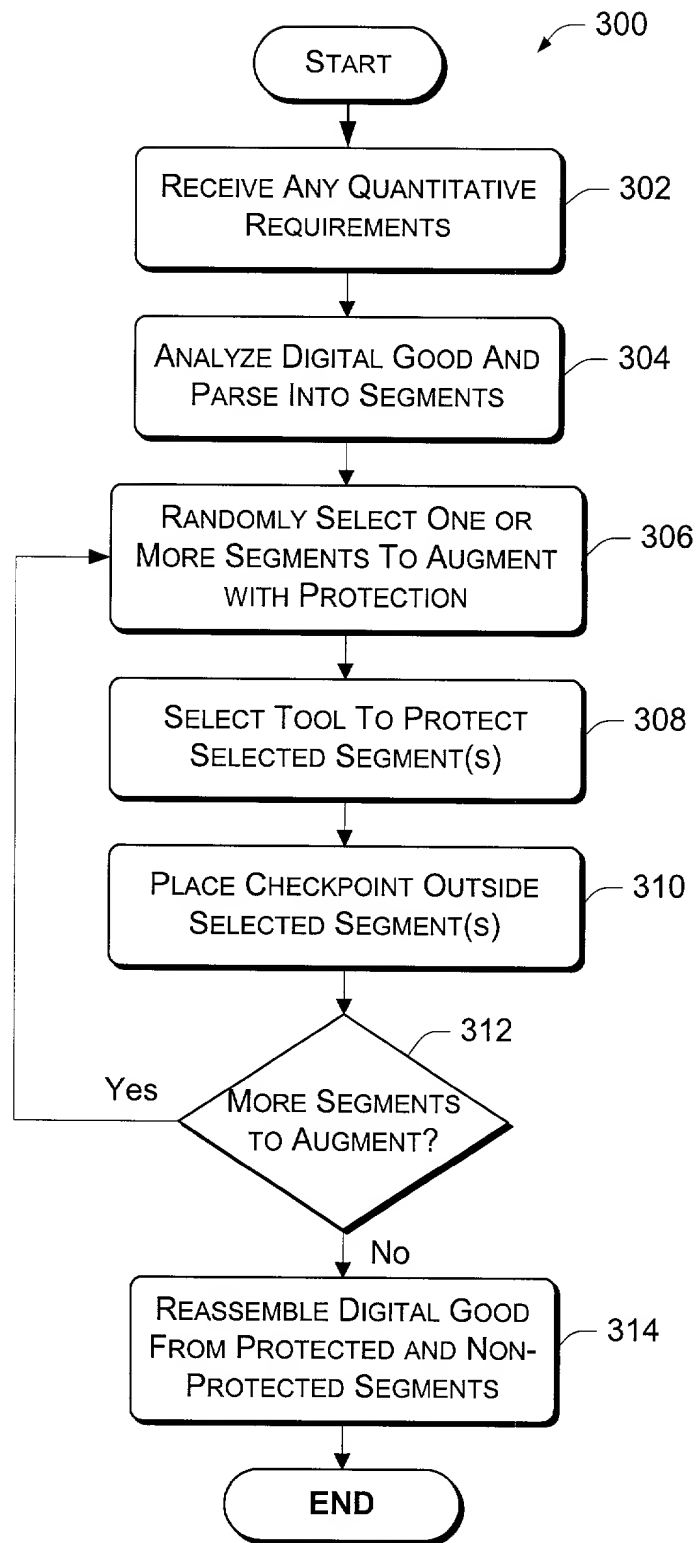 300
START
RECEIVE ANY QUANTITATIVE
REQUIREMENTS
302
ANALYZE DIGITAL GOOD AND
PARSE INTO SEGMENTS
304
RANDOMLY SELECT ONE OR
MORE SEGMENTS TO AUGMENT
WITH PROTECTION
306
SELECT TOOL TO PROTECT
SELECTED SEGMENT(S)
308
PLACE CHECKPOINT OUTSIDE
SELECTED SEGMENT(S)
310
312
Yes
MORE SEGMENTS
TO AUGMENT?
No
REASSEMBLE DIGITAL GOOD
FROM PROTECTED AND NON-
PROTECTED SEGMENTS
314
END